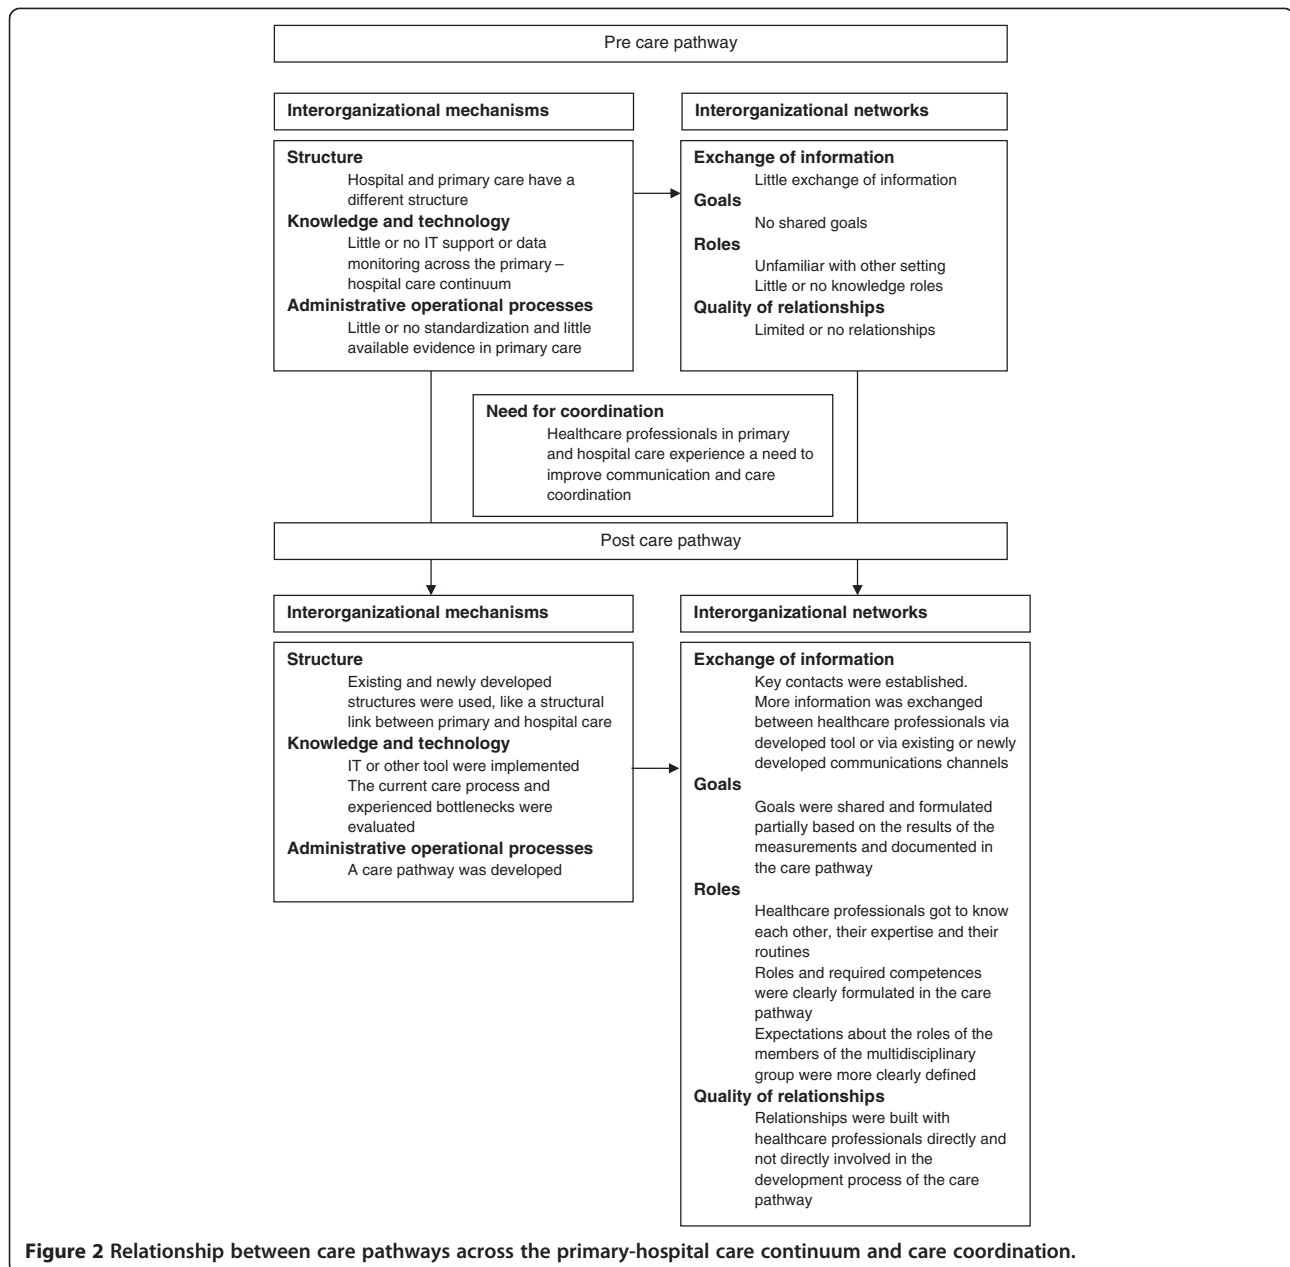 Pre care pathway
Interorganizational mechanisms
Structure
Hospital and primary care have a
different structure
Knowledge and technology
Little or no IT support or data
monitoring across the primary –
hospital care continuum
Administrative operational processes
Little or no standardization and little
available evidence in primary care
Interorganizational networks
Exchange of information
Little exchange of information
Goals
No shared goals
Roles
Unfamiliar with other setting
Little or no knowledge roles
Quality of relationships
Limited or no relationships
Need for coordination
Healthcare professionals in primary
and hospital care experience a need to
improve communication and care
coordination
Post care pathway
Interorganizational mechanisms
Structure
Existing and newly developed
structures were used, like a structural
link between primary and hospital care
Knowledge and technology
IT or other tool were implemented
The current care process and
experienced bottlenecks were
evaluated
Administrative operational processes
A care pathway was developed
Interorganizational networks
Exchange of information
Key contacts were established.
More information was exchanged
between healthcare professionals via
developed tool or via existing or newly
developed communications channels
Goals
Goals were shared and formulated
partially based on the results of the
measurements and documented in
the care pathway
Roles
Healthcare professionals got to know
each other, their expertise and their
routines
Roles and required competences
were clearly formulated in the care
pathway
Expectations about the roles of the
members of the multidisciplinary
group were more clearly defined
Quality of relationships
Relationships were built with
healthcare professionals directly and
not directly involved in the
development process of the care
pathway
Figure 2 Relationship between care pathways across the primary-hospital care continuum and care coordination.